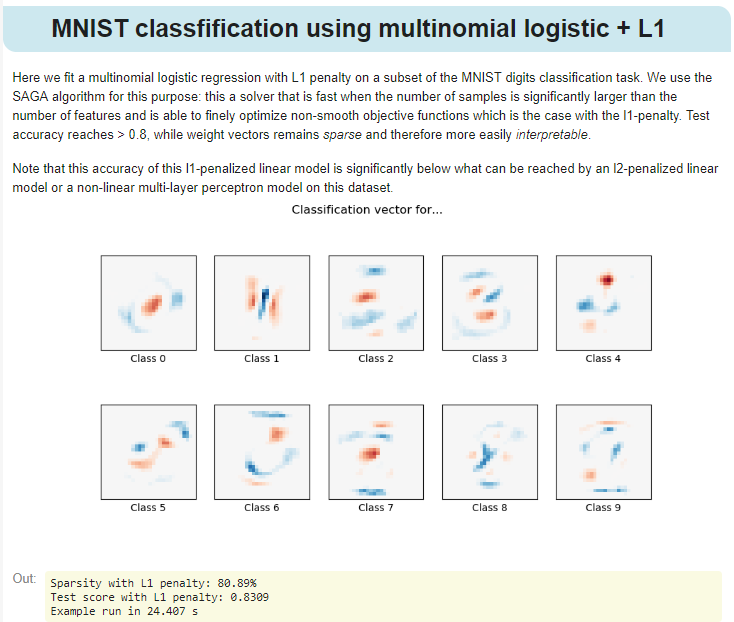 MNIST classfification using multinomial logistic + L1
Here we fit a multinomial logistic regression with L1 penalty on a subset of the MNIST digits classification task. We use the
SAGA algorithm for this purpose: this a solver that is fast when the number of samples is significantly larger than the
number of features and is able to finely optimize non-smooth objective functions which is the case with the l1-penalty. Test
accuracy reaches > 0.8, while weight vectors remains sparse and therefore more easily interpretable.
Note that this accuracy of this l1-penalized linear model is significantly below what can be reached by an l2-penalized linear
model or a non-linear multi-layer perceptron model on this dataset.
Classification vector for...
Class 0
Class 1
Class 2
Class 3
Class 4
Class 5
Class 6
Class 7
Class 8
Class 9
Out:
Sparsity with L1 penalty: 80.89%
Test score with L1 penalty: 0.8309
Example run in 24.407 s